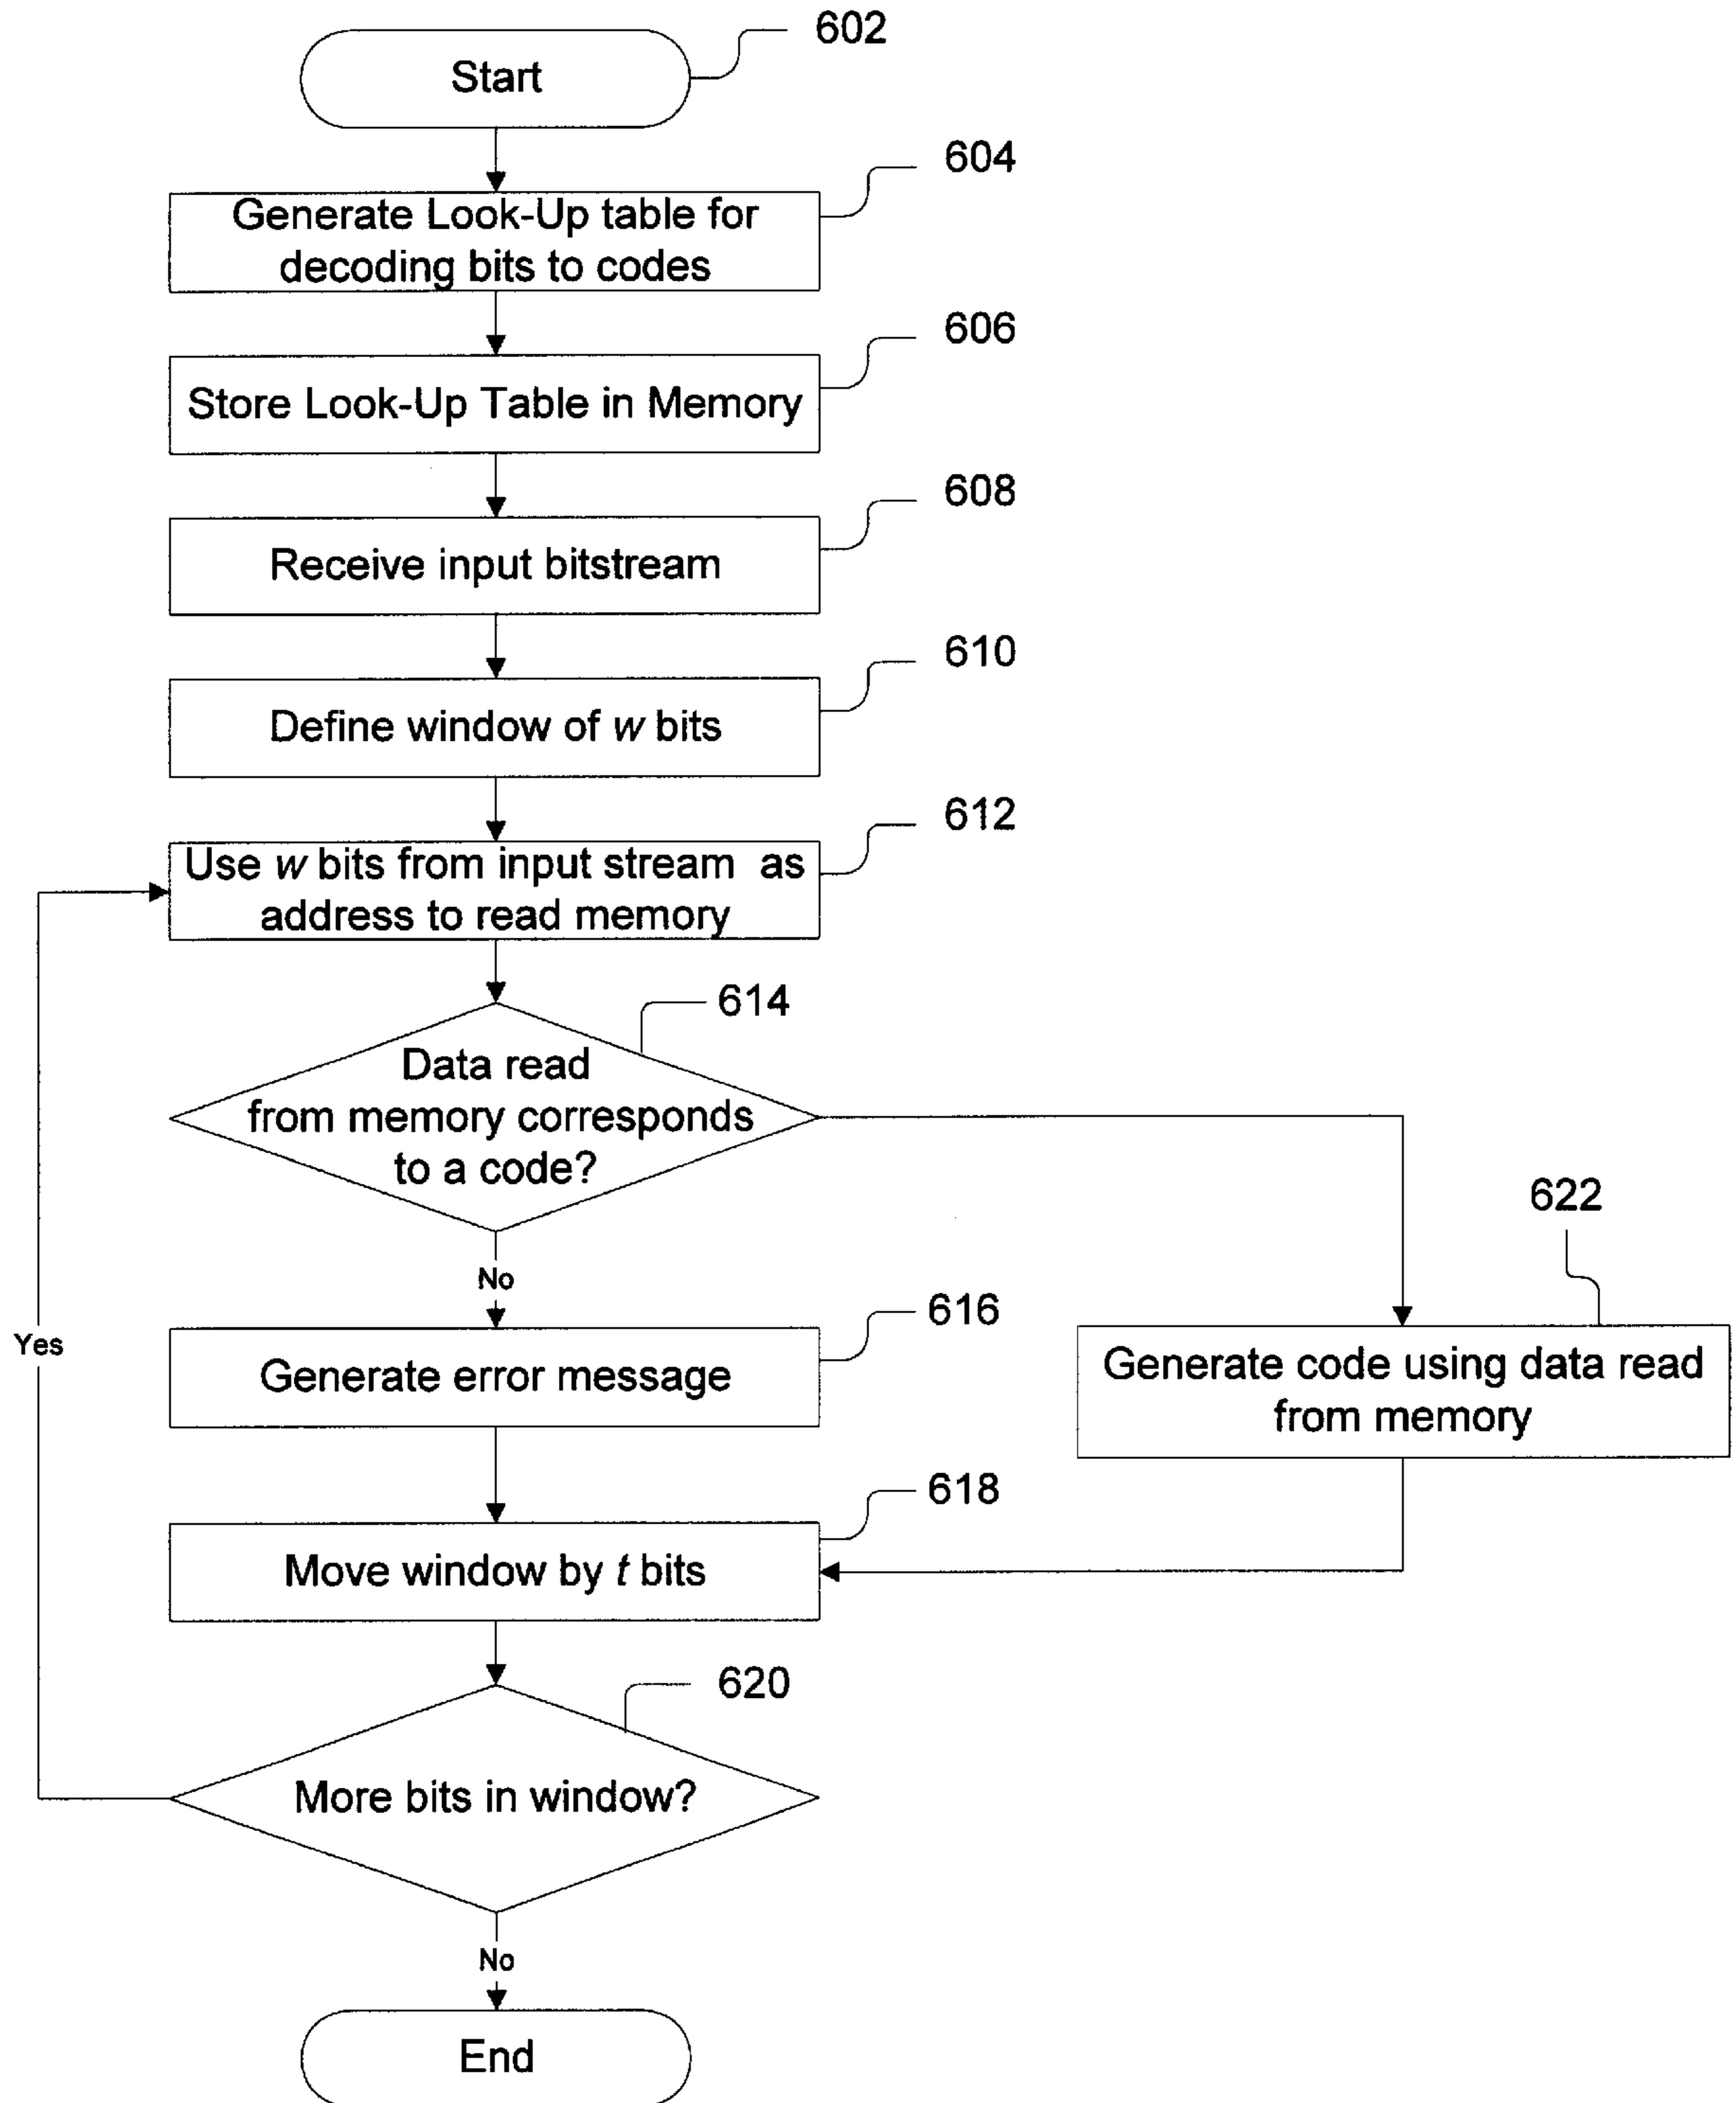 602
Start
604
Generate Look-Up table for
decoding bits to codes
606
Store Look-Up Table in Memory
608
Receive input bitstream
610
Define window of w bits
612
Use w bits from input stream as
address to read memory
614
Data read
from memory corresponds
to a code?
622
No
616
Yes
Generate error message
Generate code using data read
from memory
618
Move window by t bits
620
More bits in window?
No
End